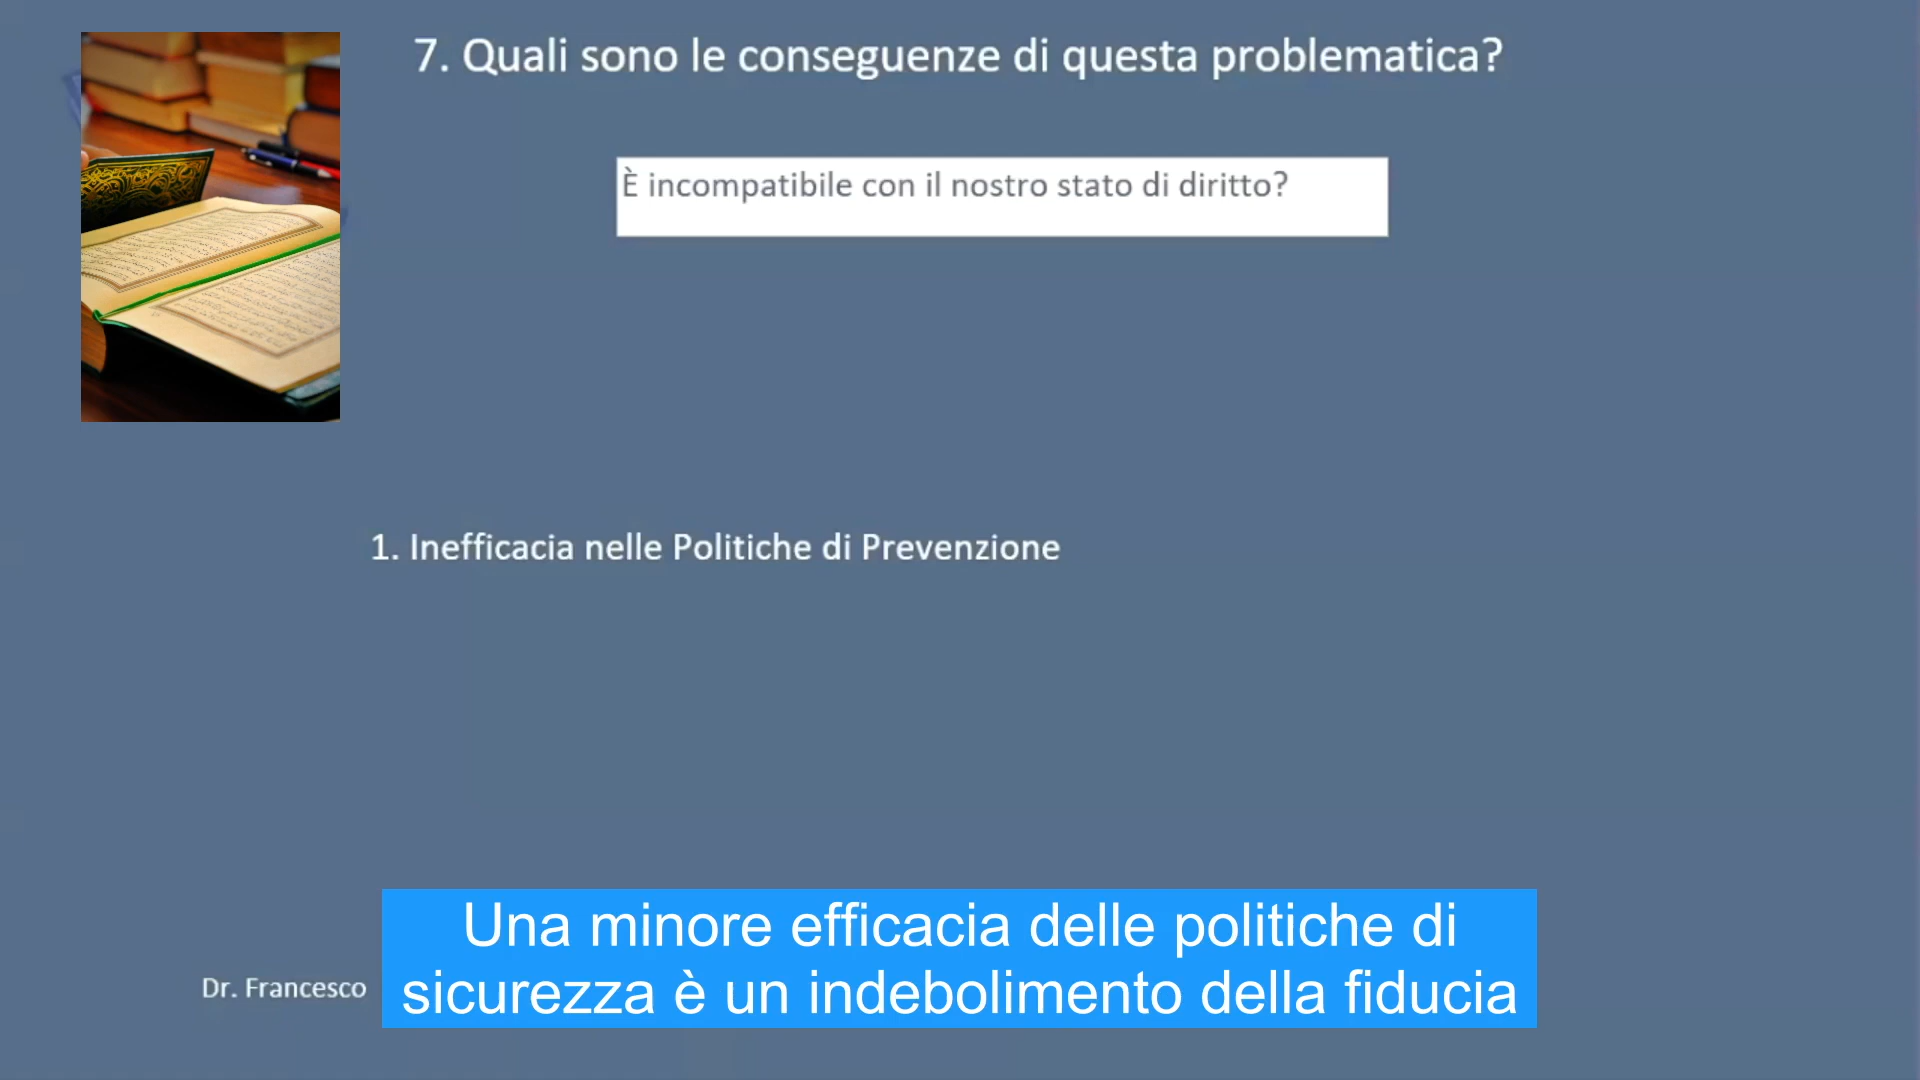 7. Quali sono le conseguenze di questa problematica?
È incompatibile con il nostro stato di diritto?
1. Inefficacia nelle Politiche di Prevenzione
Una minore efficacia delle politiche di
sicurezza è un indebolimento della fiducia
Dr. Francesco